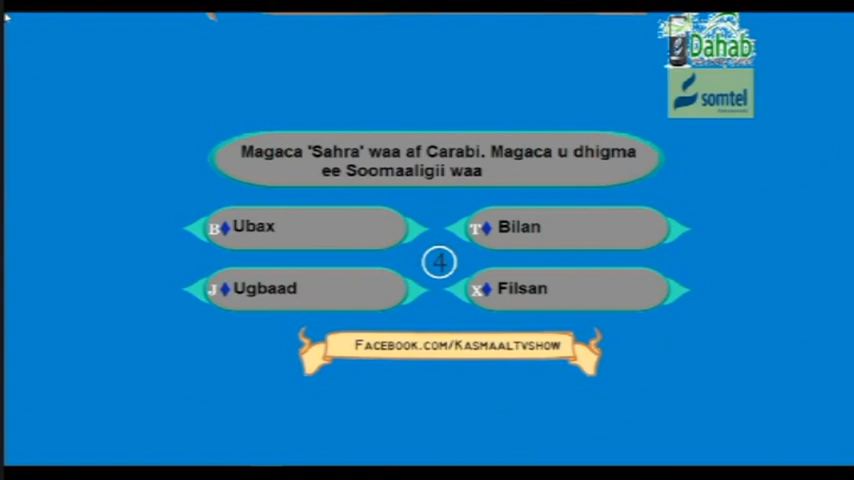 Dahab
somtel
Magaca 'Sahra' waa af Carabi. Magaca u dhigma
ee Soomaaligii waa
B Ubax
T Bilan
4
J Ugbaad
X Filsan
FACEBOOK.COM/KASMAALTVSHOW